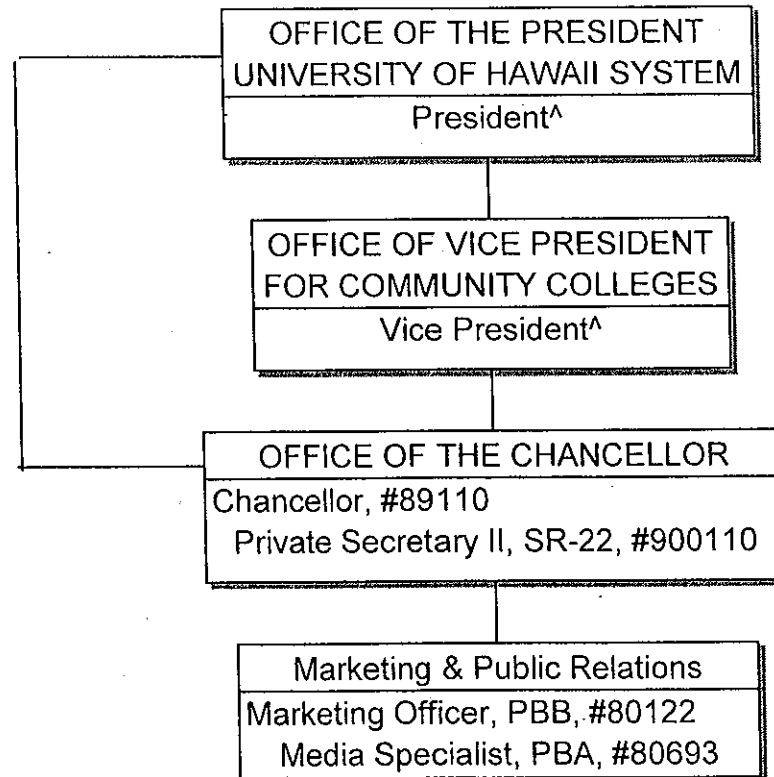 OFFICE OF THE PRESIDENT
UNIVERSITY OF HAWAII SYSTEM
President^
OFFICE OF VICE PRESIDENT
FOR COMMUNITY COLLEGES
Vice President^
OFFICE OF THE CHANCELLOR
Chancellor, #89110
Private Secretary II, SR-22, #900110
Marketing & Public Relations
Marketing Officer, PBB, #80122
Media Specialist, PBA, #80693